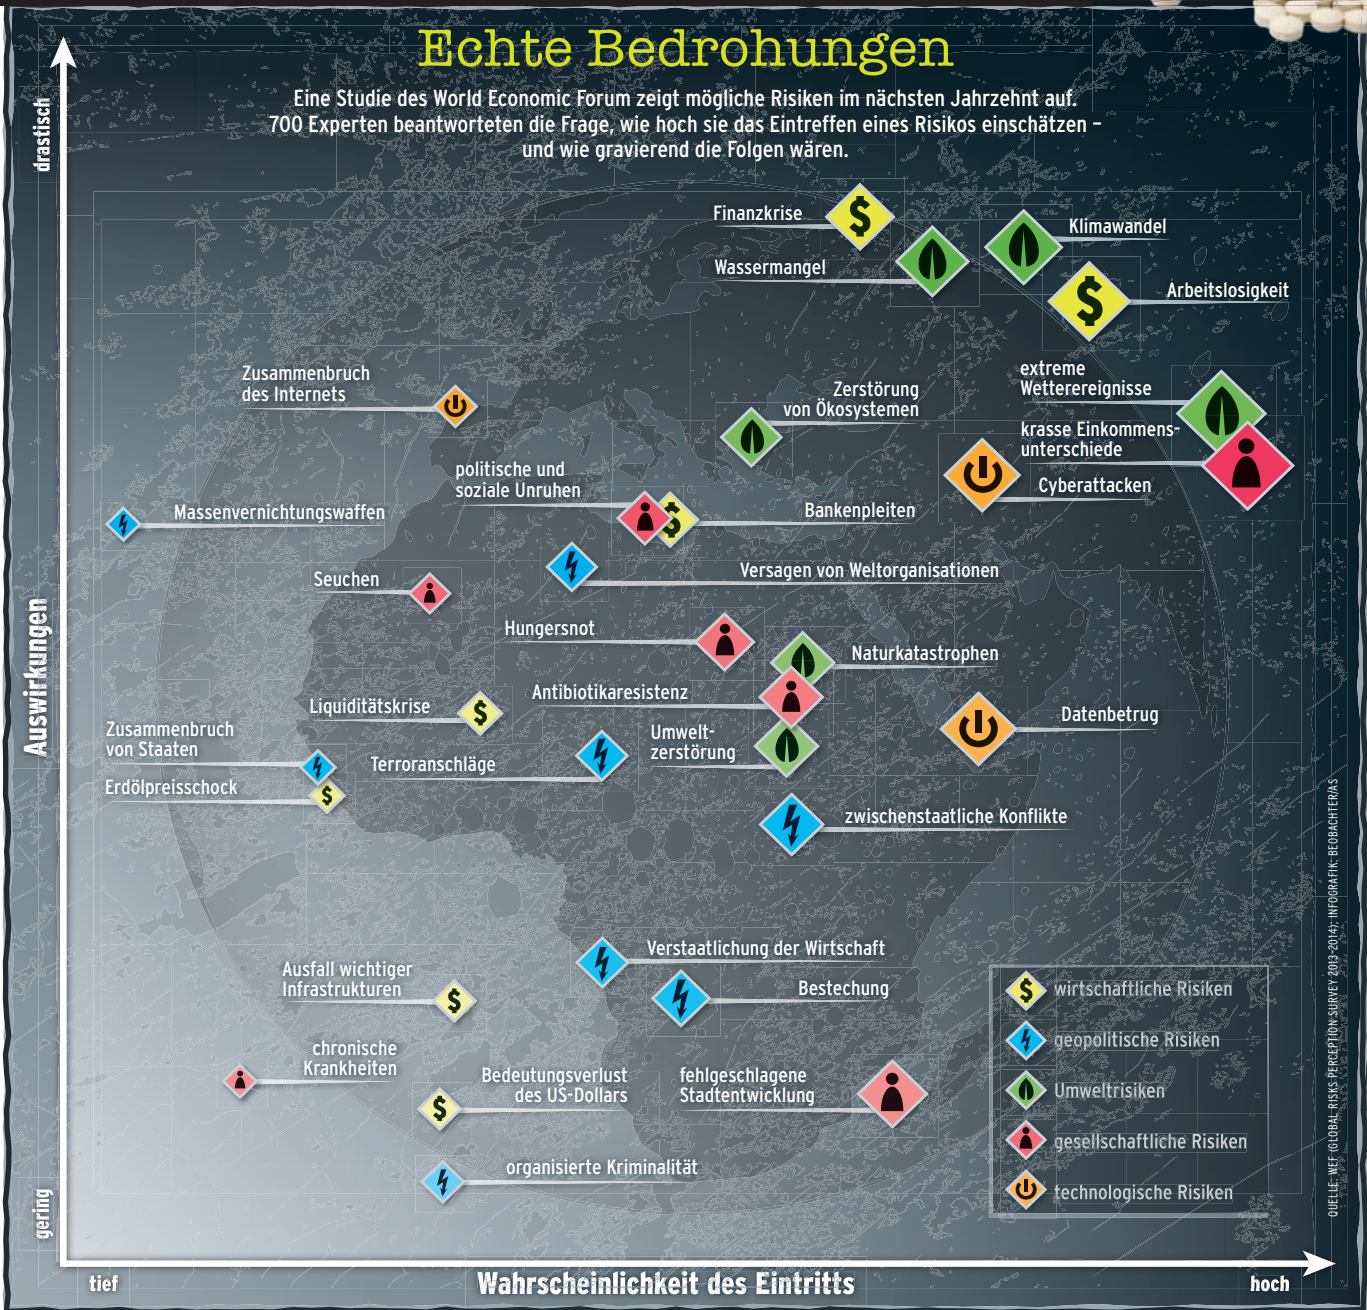 Echte Bedrohungen
Eine Studie des World Economic Forum zeigt mögliche Risiken im nächsten Jahrzehnt auf.
700 Experten beantworteten die Frage, wie hoch sie das Eintreffen eines Risikos einschätzen –
und wie gravierend die Folgen wären.
drastisch
Finanzkrise
Klimawandel
Wassermangel
Arbeitslosigkeit
Zusammenbruch
des Internets
Zerstörung
von Ökosystemen
extreme
Wetterereignisse
krasse Einkommens-
unterschiede
Cyberattacken
politische und
soziale Unruhen
Massenvernichtungswaffen
Bankenpleiten
Versagen von Weltorganisationen
Seuchen
Auswirkungen
Hungersnot
Naturkatastrophen
Antibiotikaresistenz
Liquiditätskrise
Datenbetrug
Zusammenbruch
von Staaten
Umwelt-
zerstörung
Terroranschläge
Erdölpreisschock
zwischenstaatliche Konflikte
Verstaatlichung der Wirtschaft
Ausfall wichtiger
Infrastrukturen
Bestechung
chronische
Krankheiten
Bedeutungsverlust
des US-Dollars
fehlgeschlagene
Stadtentwicklung
organisierte Kriminalität
wirtschaftliche Risiken
geopolitische Risiken
Umweltrisiken
gesellschaftliche Risiken
technologische Risiken
QUELLE: WEF (GLOBAL RISKS PERCEPTION SURVEY 2013-2014); INFOGRAFIK: BEOBACHTER/AS
gering
tief
Wahrscheinlichkeit des Eintritts
hoch